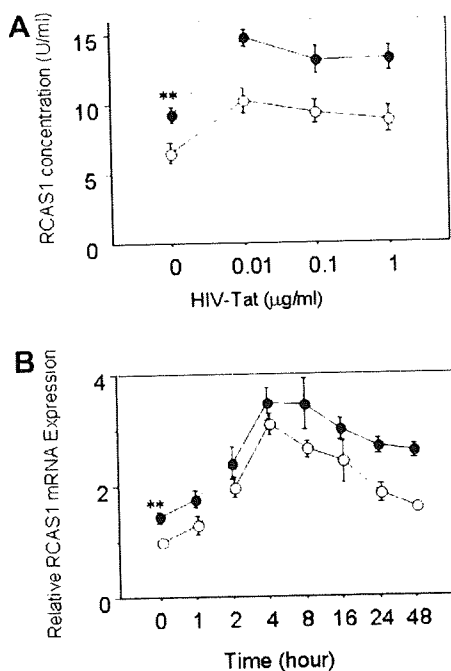 A
RCAS1 concentration (U/ml)
15
10
5
0
**
0 0.01 0.1 1
HIV-Tat (µg/ml)
B
Relative RCAS1 mRNA Expression
4
2
0
**
0 1 2 4 8 16 24 48
Time (hour)